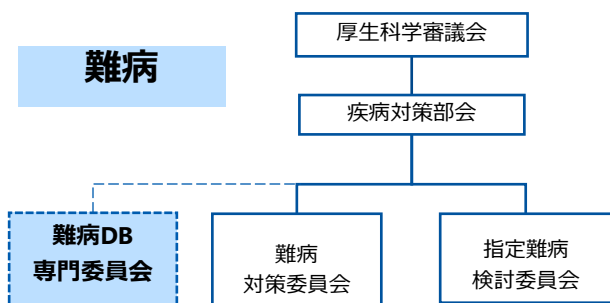 難病
厚生科学審議会
疾病対策部会
難病DB
専門委員会
難病
対策委員会
指定難病
検討委員会